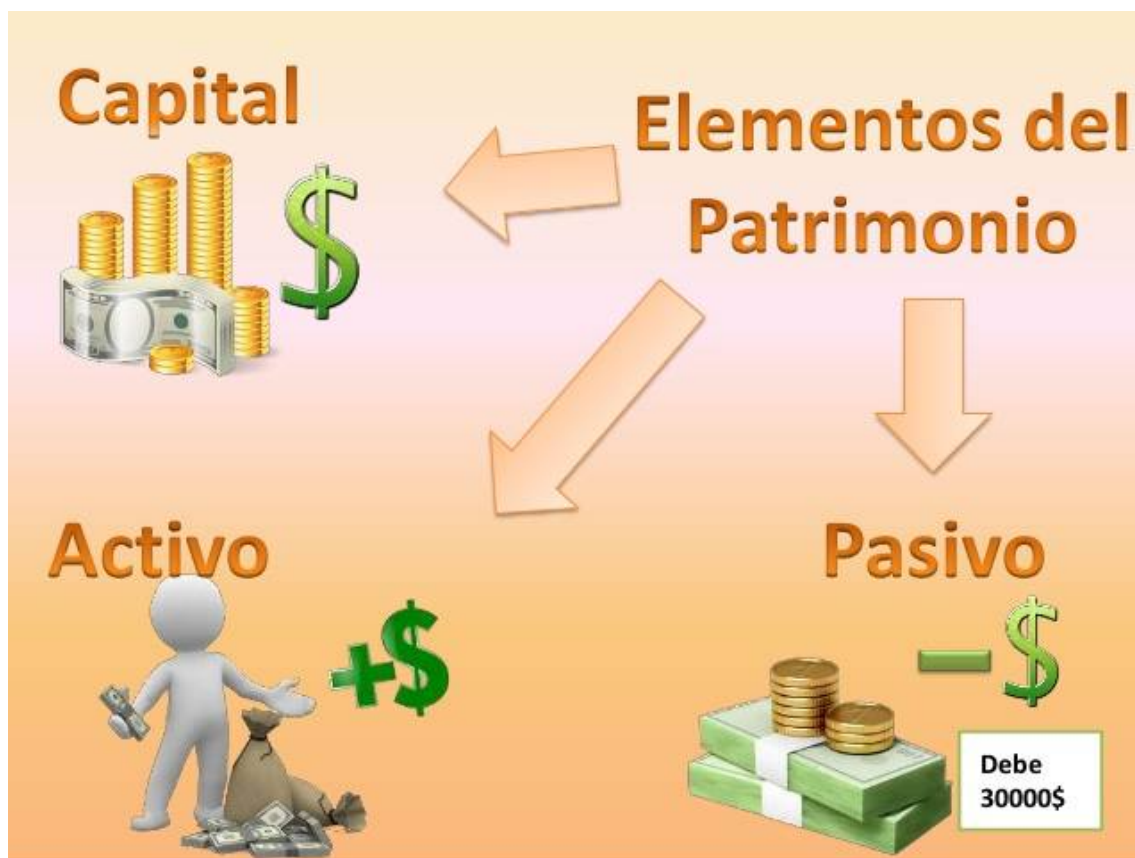 Capital
Elementos del
Patrimonio
$
Activo
+$
Pasivo
-$
Debe
30000$